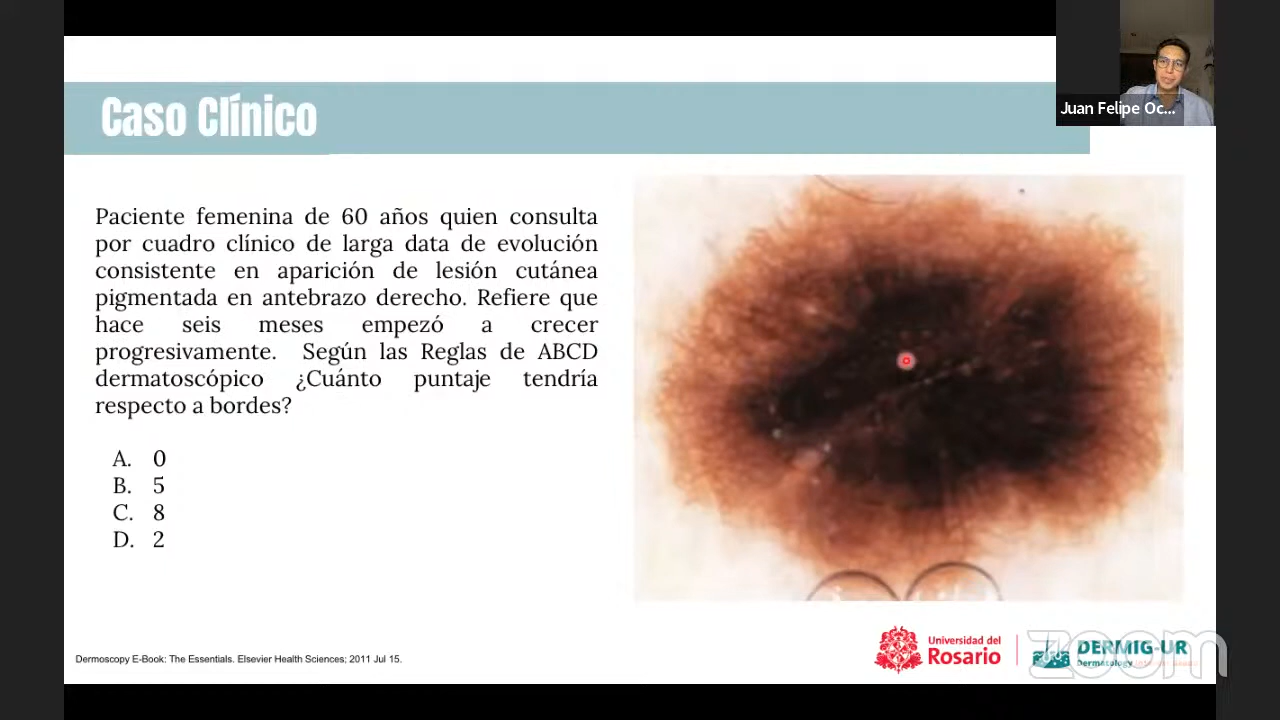 Caso Clínico
Juan Felipe Oc...
Paciente femenina de 60 años quien consulta
por cuadro clínico de larga data de evolución
consistente en aparición de lesión cutánea
pigmentada en antebrazo derecho. Refiere que
hace seis meses empezó a crecer
progresivamente. Según las Reglas de ABCD
dermatoscópico ¿Cuánto puntaje tendría
respecto a bordes?
A. 0
B. 5
C. 8
D. 2
Dermoscopy E-Book: The Essentials. Elsevier Health Sciences; 2011 Jul 15.
Universidad del
Rosario
DERMIG-UR
Dermatology
zoom